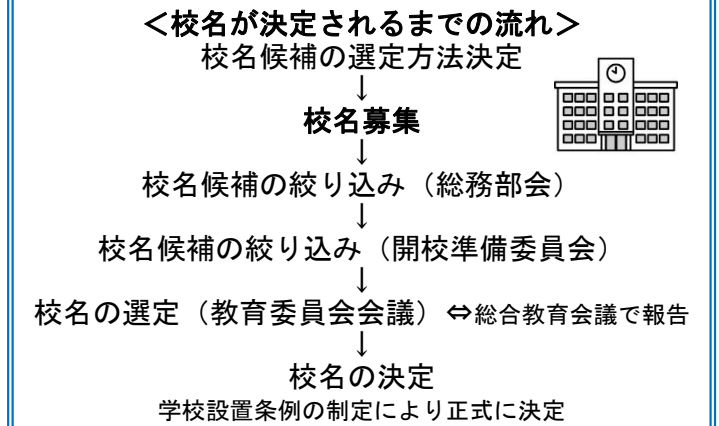 ＜校名が決定されるまでの流れ＞
校名候補の選定方法決定
↓
校名募集
↓
校名候補の絞り込み（総務部会）
↓
校名候補の絞り込み（開校準備委員会）
↓
校名の選定（教育委員会会議）⇔総合教育会議で報告
↓
校名の決定
学校設置条例の制定により正式に決定